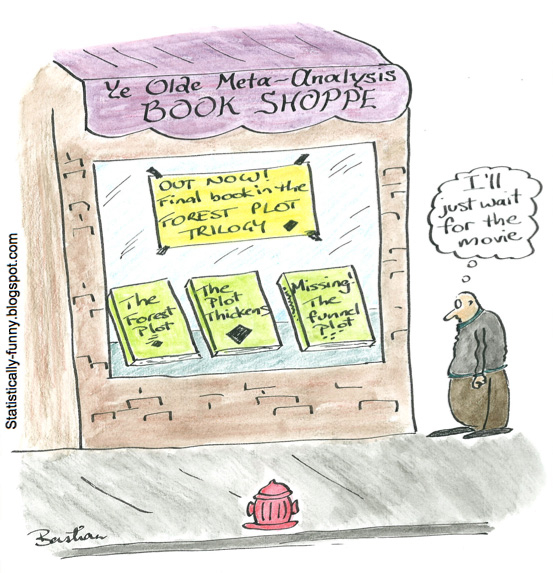 Ye Olde Meta-Analysis
BOOK SHOPPE
OUT NOW!
Final book in the
FOREST PLOT
TRILOGY
The
Forest
Plot
The
Plot
Thickens
Missing!
The
funnel
Plot
I'll
just wait
for the
movie
Statistically-funny.blogspot.com
Bastian